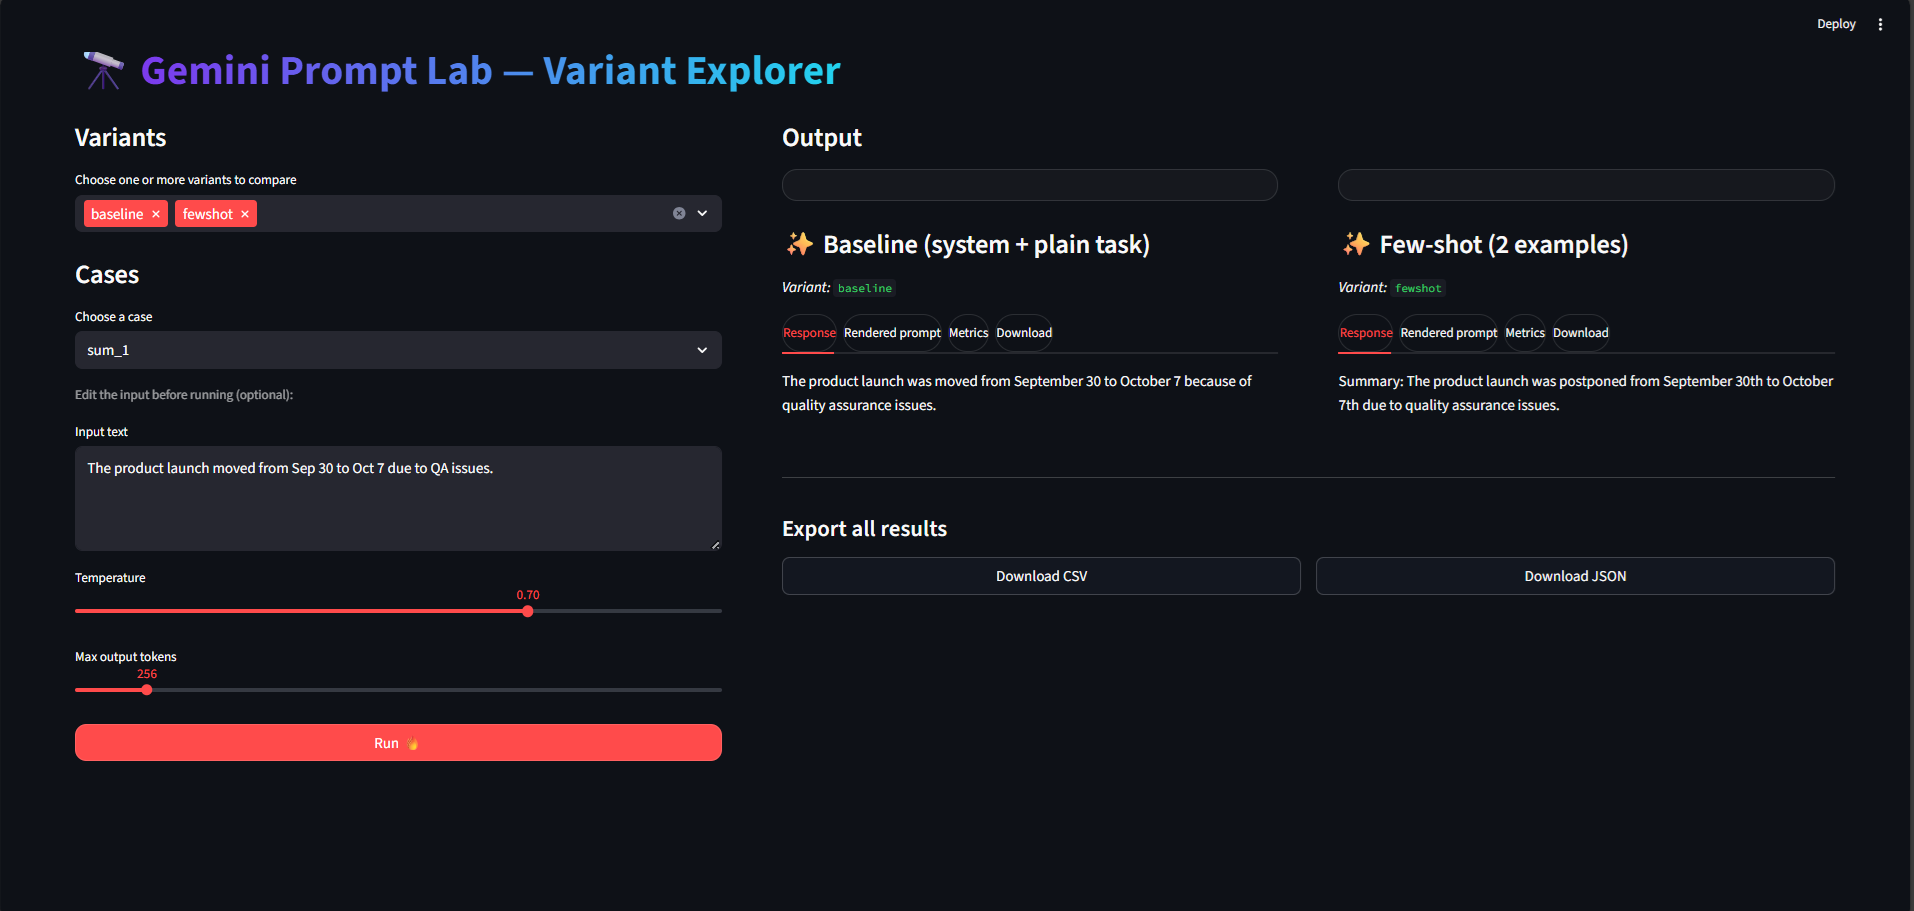 Deploy
Gemini Prompt Lab — Variant Explorer
Variants
Choose one or more variants to compare
baseline × fewshot ×
Cases
Choose a case
sum_1
Edit the input before running (optional):
Input text
The product launch moved from Sep 30 to Oct 7 due to QA issues.
Temperature
0.70
Max output tokens
256
Run
Output
Baseline (system + plain task)
Variant: baseline
Response Rendered prompt Metrics Download
The product launch was moved from September 30 to October 7 because of
quality assurance issues.
Few-shot (2 examples)
Variant: fewshot
Response Rendered prompt Metrics Download
Summary: The product launch was postponed from September 30th to October
7th due to quality assurance issues.
Export all results
Download CSV
Download JSON